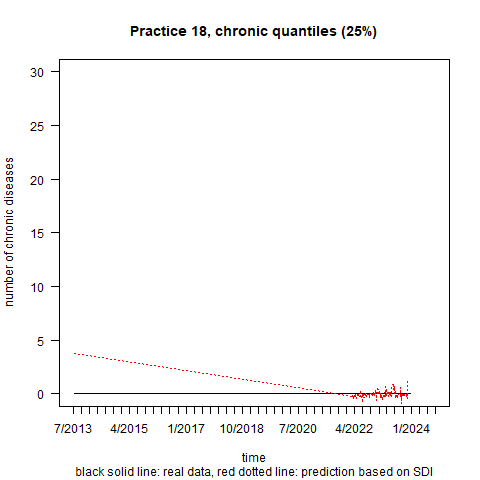 Practice 18, chronic quantiles (25%)
number of chronic diseases
30
25
20
15
10
5
0
7/2013 4/2015 1/2017 10/2018 7/2020 4/2022 1/2024
time
black solid line: real data, red dotted line: prediction based on SDI